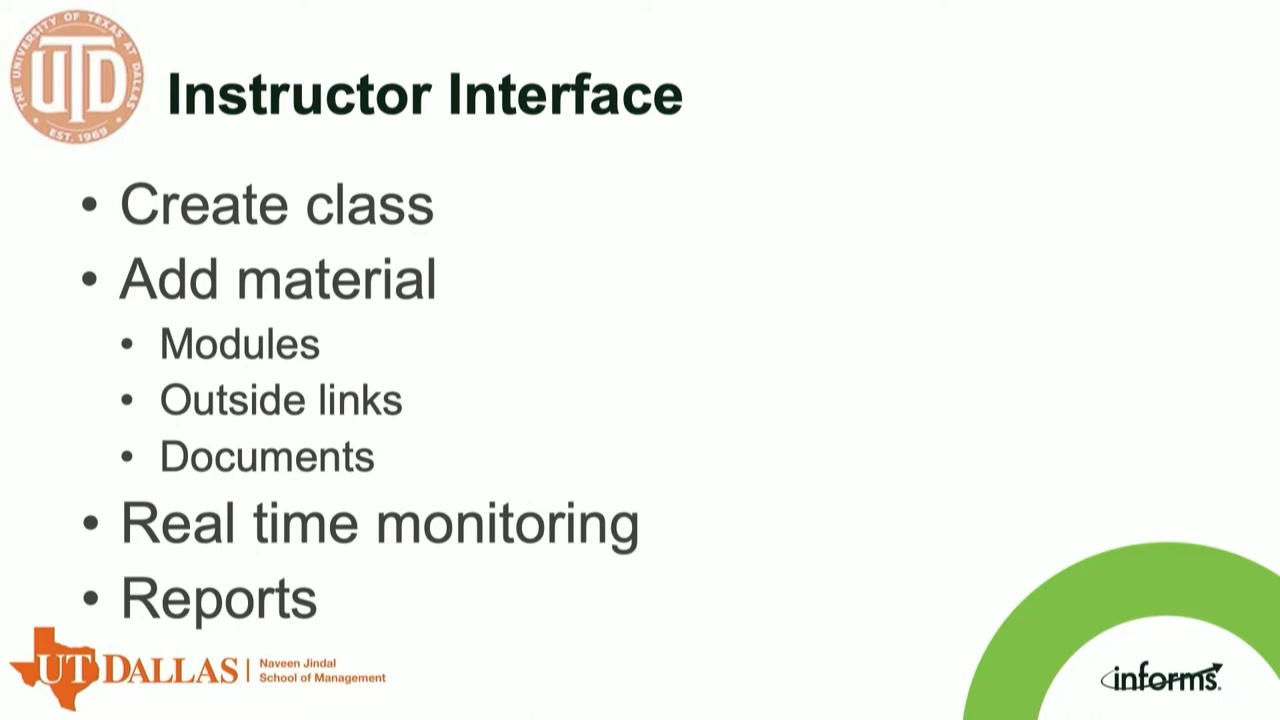 THE UNIVERSITY OF TEXAS AT DALLAS
UTD
EST. 1969
Instructor Interface
• Create class
• Add material
• Modules
• Outside links
• Documents
• Real time monitoring
• Reports
UT DALLAS
Naveen Jindal
School of Management
informs.